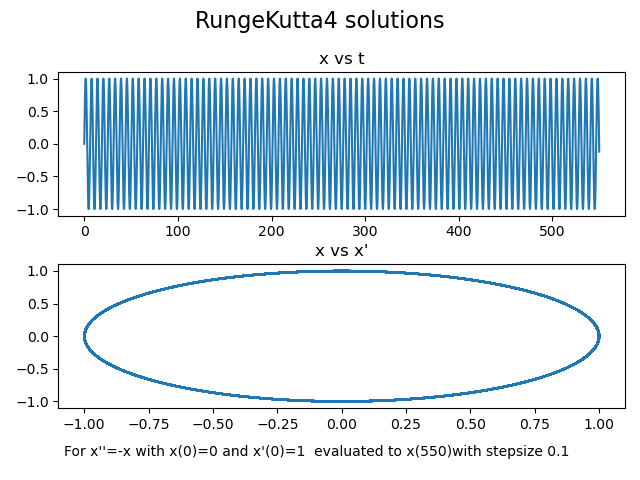 RungeKutta4 solutions
x vs t
1.0
0.5
0.0
−0.5
−1.0
0 100 200 300 400 500
x vs x'
1.0
0.5
0.0
−0.5
−1.0
−1.00 −0.75 −0.50 −0.25 0.00 0.25 0.50 0.75 1.00
For x''=-x with x(0)=0 and x'(0)=1  evaluated to x(550)with stepsize 0.1